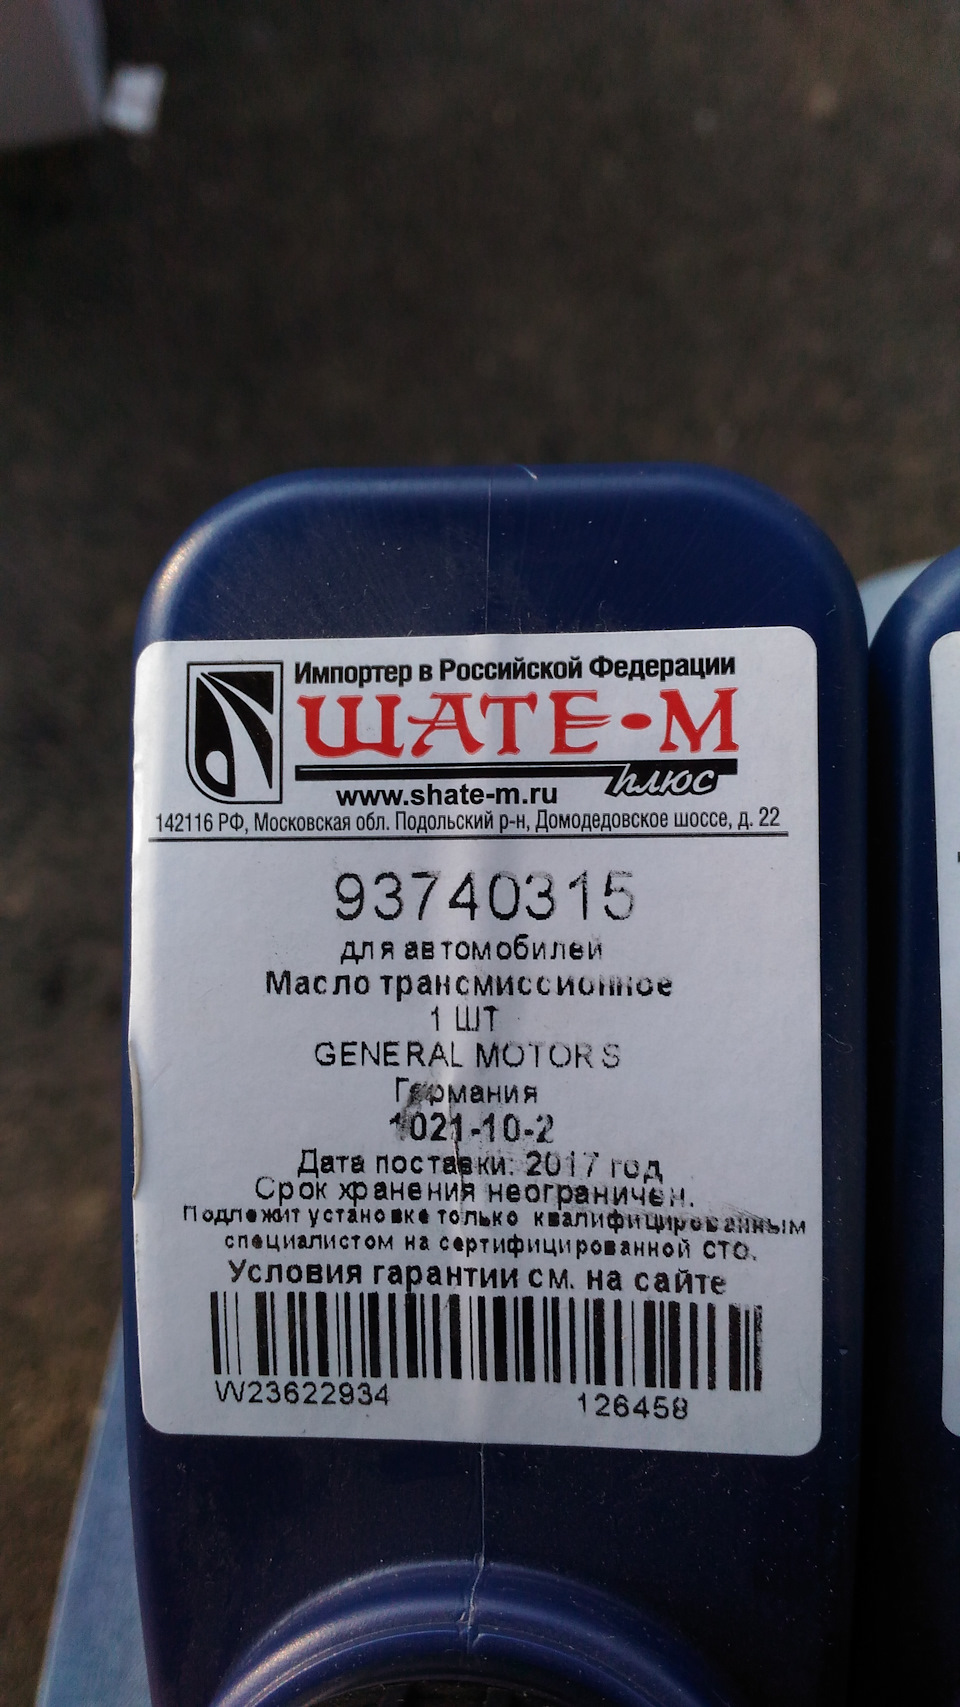 Импортер в Российской Федерации
ШАТЕ-М
плюс
www.shate-m.ru
142116 РФ, Московская обл. Подольский р-н, Домодедовское шоссе, д. 22
93740315
для автомобилей
Масло трансмиссионное
1 ШТ
GENERAL MOTORS
Германия
1021-10-2
Дата поставки: 2017 год
Срок хранения неограничен.
Подлежит установке только квалифицированным
специалистом на сертифицированной СТО.
Условия гарантии см. на сайте
W23622934 126458